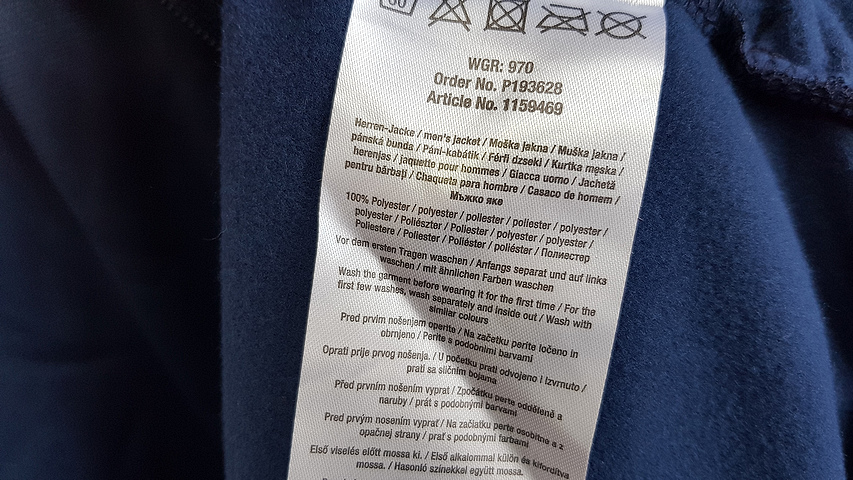 WGR: 970
Order No. P193628
Article No. 1159469
Herren-Jacke / men's jacket / Moška jakna / Muška jakna /
pánská bunda / Páni-kabátik / Férfi dzseki / Kurtka męska /
herenjas / jaquette pour hommes / Giacca uomo / Jachetă
pentru bărbați / Chaqueta para hombre / Casaco de homem /
Мъжко яке
100% Polyester / polyester / poliester / poliester / polyester /
polyester / Poliészter / Poliester / polyester / polyester /
Poliestere / Poliester / Poliéster / poliéster / Полиестер
Vor dem ersten Tragen waschen / Anfangs separat und auf links
waschen / mit ähnlichen Farben waschen
Wash the garment before wearing it for the first time / For the
first few washes, wash separately and inside out / Wash with
similar colours
Pred prvim nošenjem operite / Na začetku perite ločeno in
obrnjeno / Perite s podobnimi barvami
Oprati prije prvog nošenja. / U početku prati odvojeno i izvrnuto /
prati sa sličnim bojama
Před prvním nošením vyprat / Zpočátku perte odděleně a
naruby / prát s podobnými barvami
Pred prvým nosením vyprať / Na začiatku perte osobitne a z
opačnej strany / prať s podobnými farbami
Első viselés előtt mossa ki. / Első alkalommal külön és kifordítva
mossa. / Hasonló színekkel együtt mossa.